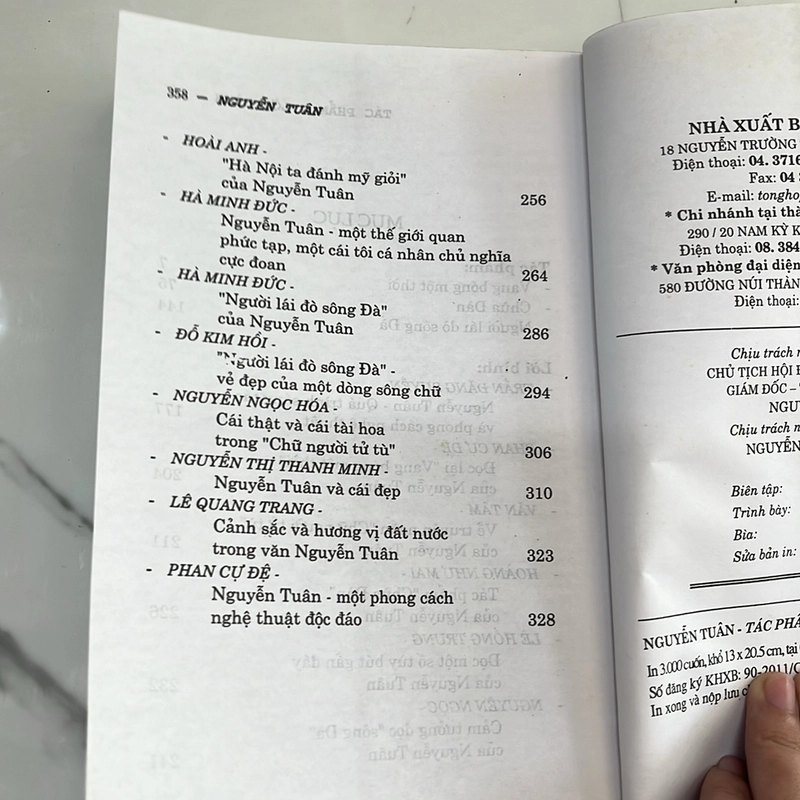 358 - NGUYỄN TUÂN
- HOÀI ANH -
"Hà Nội ta đánh mỹ giỏi"
của Nguyễn Tuân 256
- HÀ MINH ĐỨC -
Nguyễn Tuân - một thế giới quan
phức tạp, một cái tôi cá nhân chủ nghĩa
cực đoan 264
- HÀ MINH ĐỨC -
"Người lái đò sông Đà"
của Nguyễn Tuân 286
- ĐỖ KIM HỒI -
"Người lái đò sông Đà" -
vẻ đẹp của một dòng sông chữ 294
- NGUYỄN NGỌC HÓA -
Cái thật và cái tài hoa
trong "Chữ người tử tù" 306
- NGUYỄN THỊ THANH MINH -
Nguyễn Tuân và cái đẹp 310
- LÊ QUANG TRANG -
Cảnh sắc và hương vị đất nước
trong văn Nguyễn Tuân 323
- PHAN CỰ ĐỆ -
Nguyễn Tuân - một phong cách
nghệ thuật độc đáo 328
NHÀ XUẤT B
18 NGUYỄN TRƯỜNG
Điện thoại: 04. 3716
Fax: 04
E-mail: tongho
* Chi nhánh tại thà
290 / 20 NAM KỲ K
Điện thoại: 08. 384
* Văn phòng đại diện
580 ĐƯỜNG NÚI THÀN
Điện thoại:
Chịu trách n
CHỦ TỊCH HỘI Đ
GIÁM ĐỐC - T
NGU
Chịu trách n
NGUYỄN
Biên tập:
Trình bày:
Bìa:
Sửa bản in:
NGUYỄN TUÂN - TÁC PHẨ
In 3.000 cuốn, khổ 13 x 20.5 cm, tại
Số đăng ký KHXB: 90-2011/C
In xong và nộp lưu c